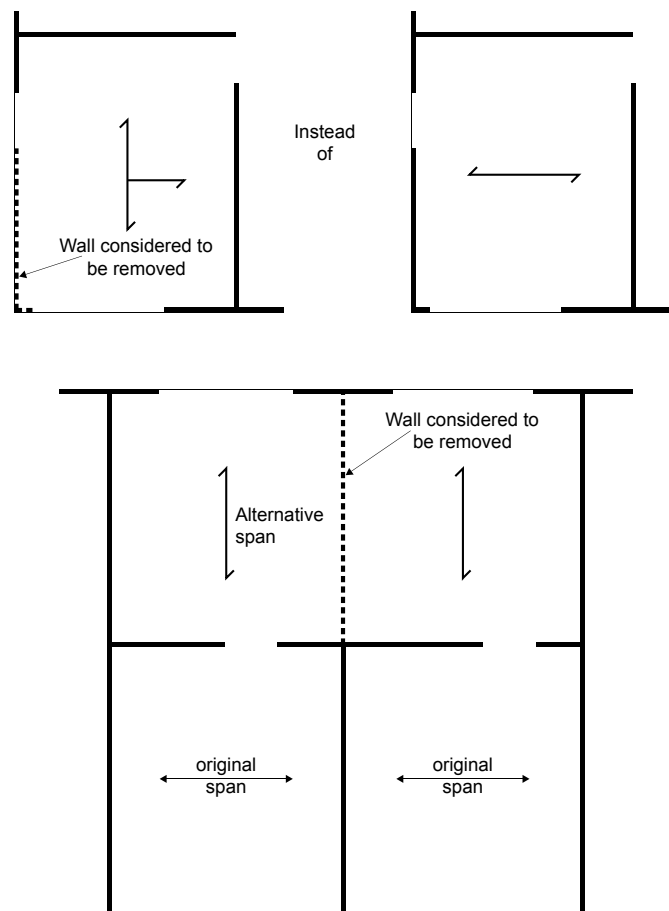 Instead
of
Wall considered to
be removed
Wall considered to
be removed
Alternative
span
original
span
original
span